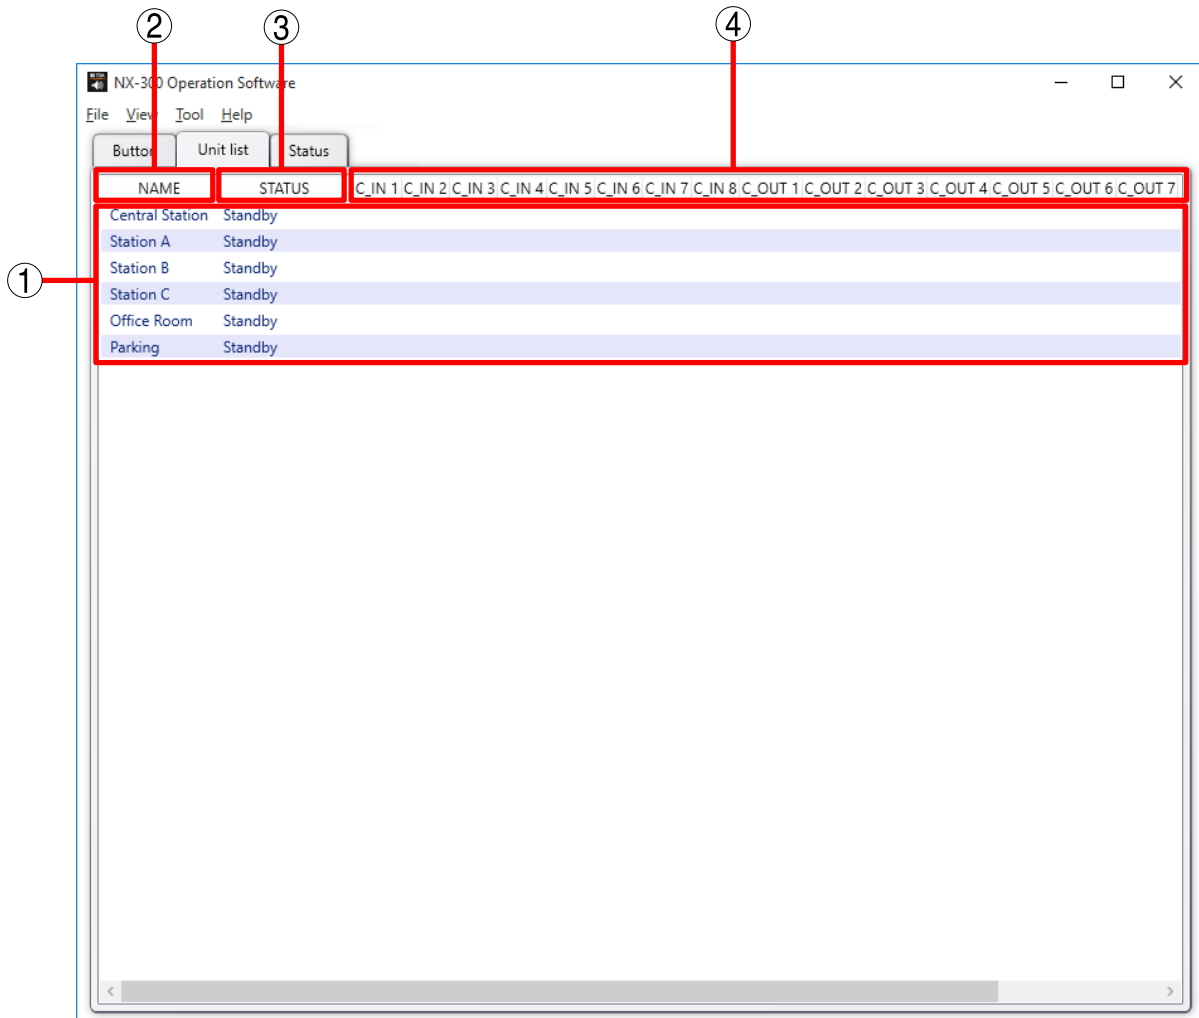 ② ③ ④
NX-300 Operation Software
File View Tool Help
Button Unit list Status
NAME STATUS C_IN 1 C_IN 2 C_IN 3 C_IN 4 C_IN 5 C_IN 6 C_IN 7 C_IN 8 C_OUT 1 C_OUT 2 C_OUT 3 C_OUT 4 C_OUT 5 C_OUT 6 C_OUT 7
Central Station Standby
Station A Standby
Station B Standby
①
Station C Standby
Office Room Standby
Parking Standby